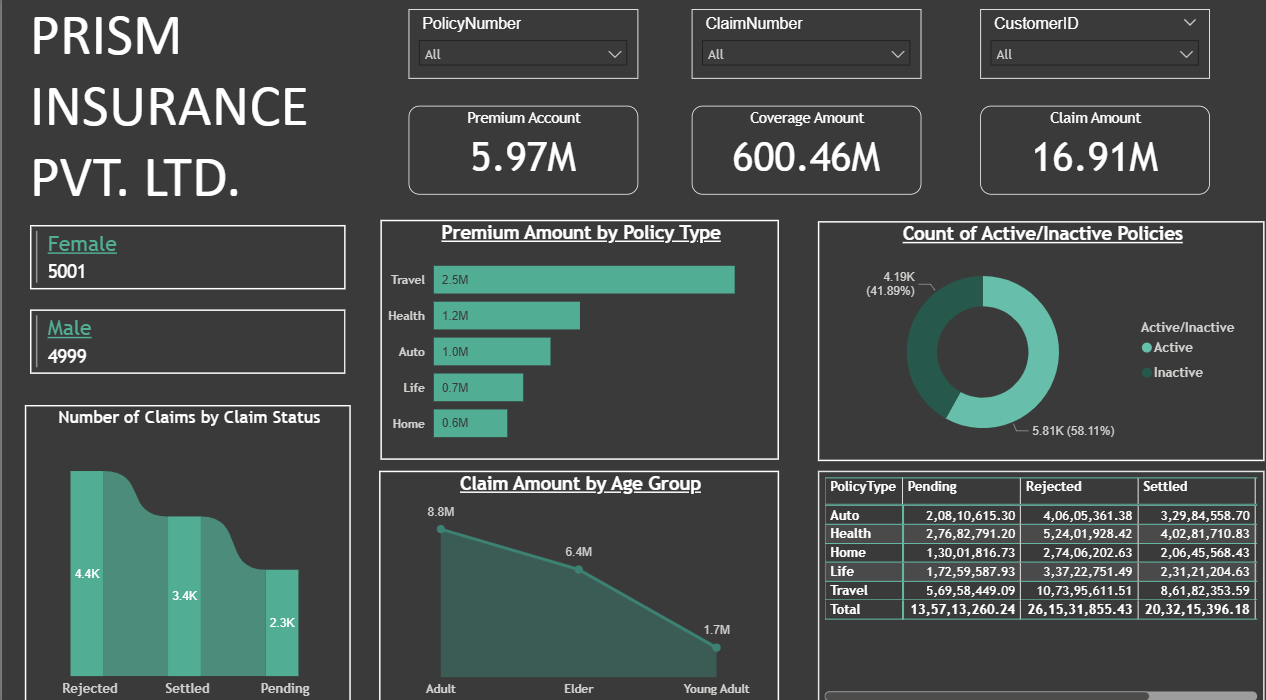 PRISM
INSURANCE
PVT. LTD.
PolicyNumber
All
ClaimNumber
All
CustomerID
All
Premium Account
5.97M
Coverage Amount
600.46M
Claim Amount
16.91M
Female
5001
Male
4999
Number of Claims by Claim Status
4.4K
3.4K
2.3K
Rejected Settled Pending
Premium Amount by Policy Type
Travel 2.5M
Health 1.2M
Auto 1.0M
Life 0.7M
Home 0.6M
Claim Amount by Age Group
8.8M
6.4M
1.7M
Adult Elder Young Adult
Count of Active/Inactive Policies
4.19K
(41.89%)
5.81K (58.11%)
Active/Inactive
Active
Inactive
PolicyType Pending Rejected Settled
Auto 2,08,10,615.30 4,06,05,361.38 3,29,84,558.70
Health 2,76,82,791.20 5,24,01,928.42 4,02,81,710.83
Home 1,30,01,816.73 2,74,06,202.63 2,06,45,568.43
Life 1,72,59,587.93 3,37,22,751.49 2,31,21,204.63
Travel 5,69,58,449.09 10,73,95,611.51 8,61,82,353.59
Total 13,57,13,260.24 26,15,31,855.43 20,32,15,396.18